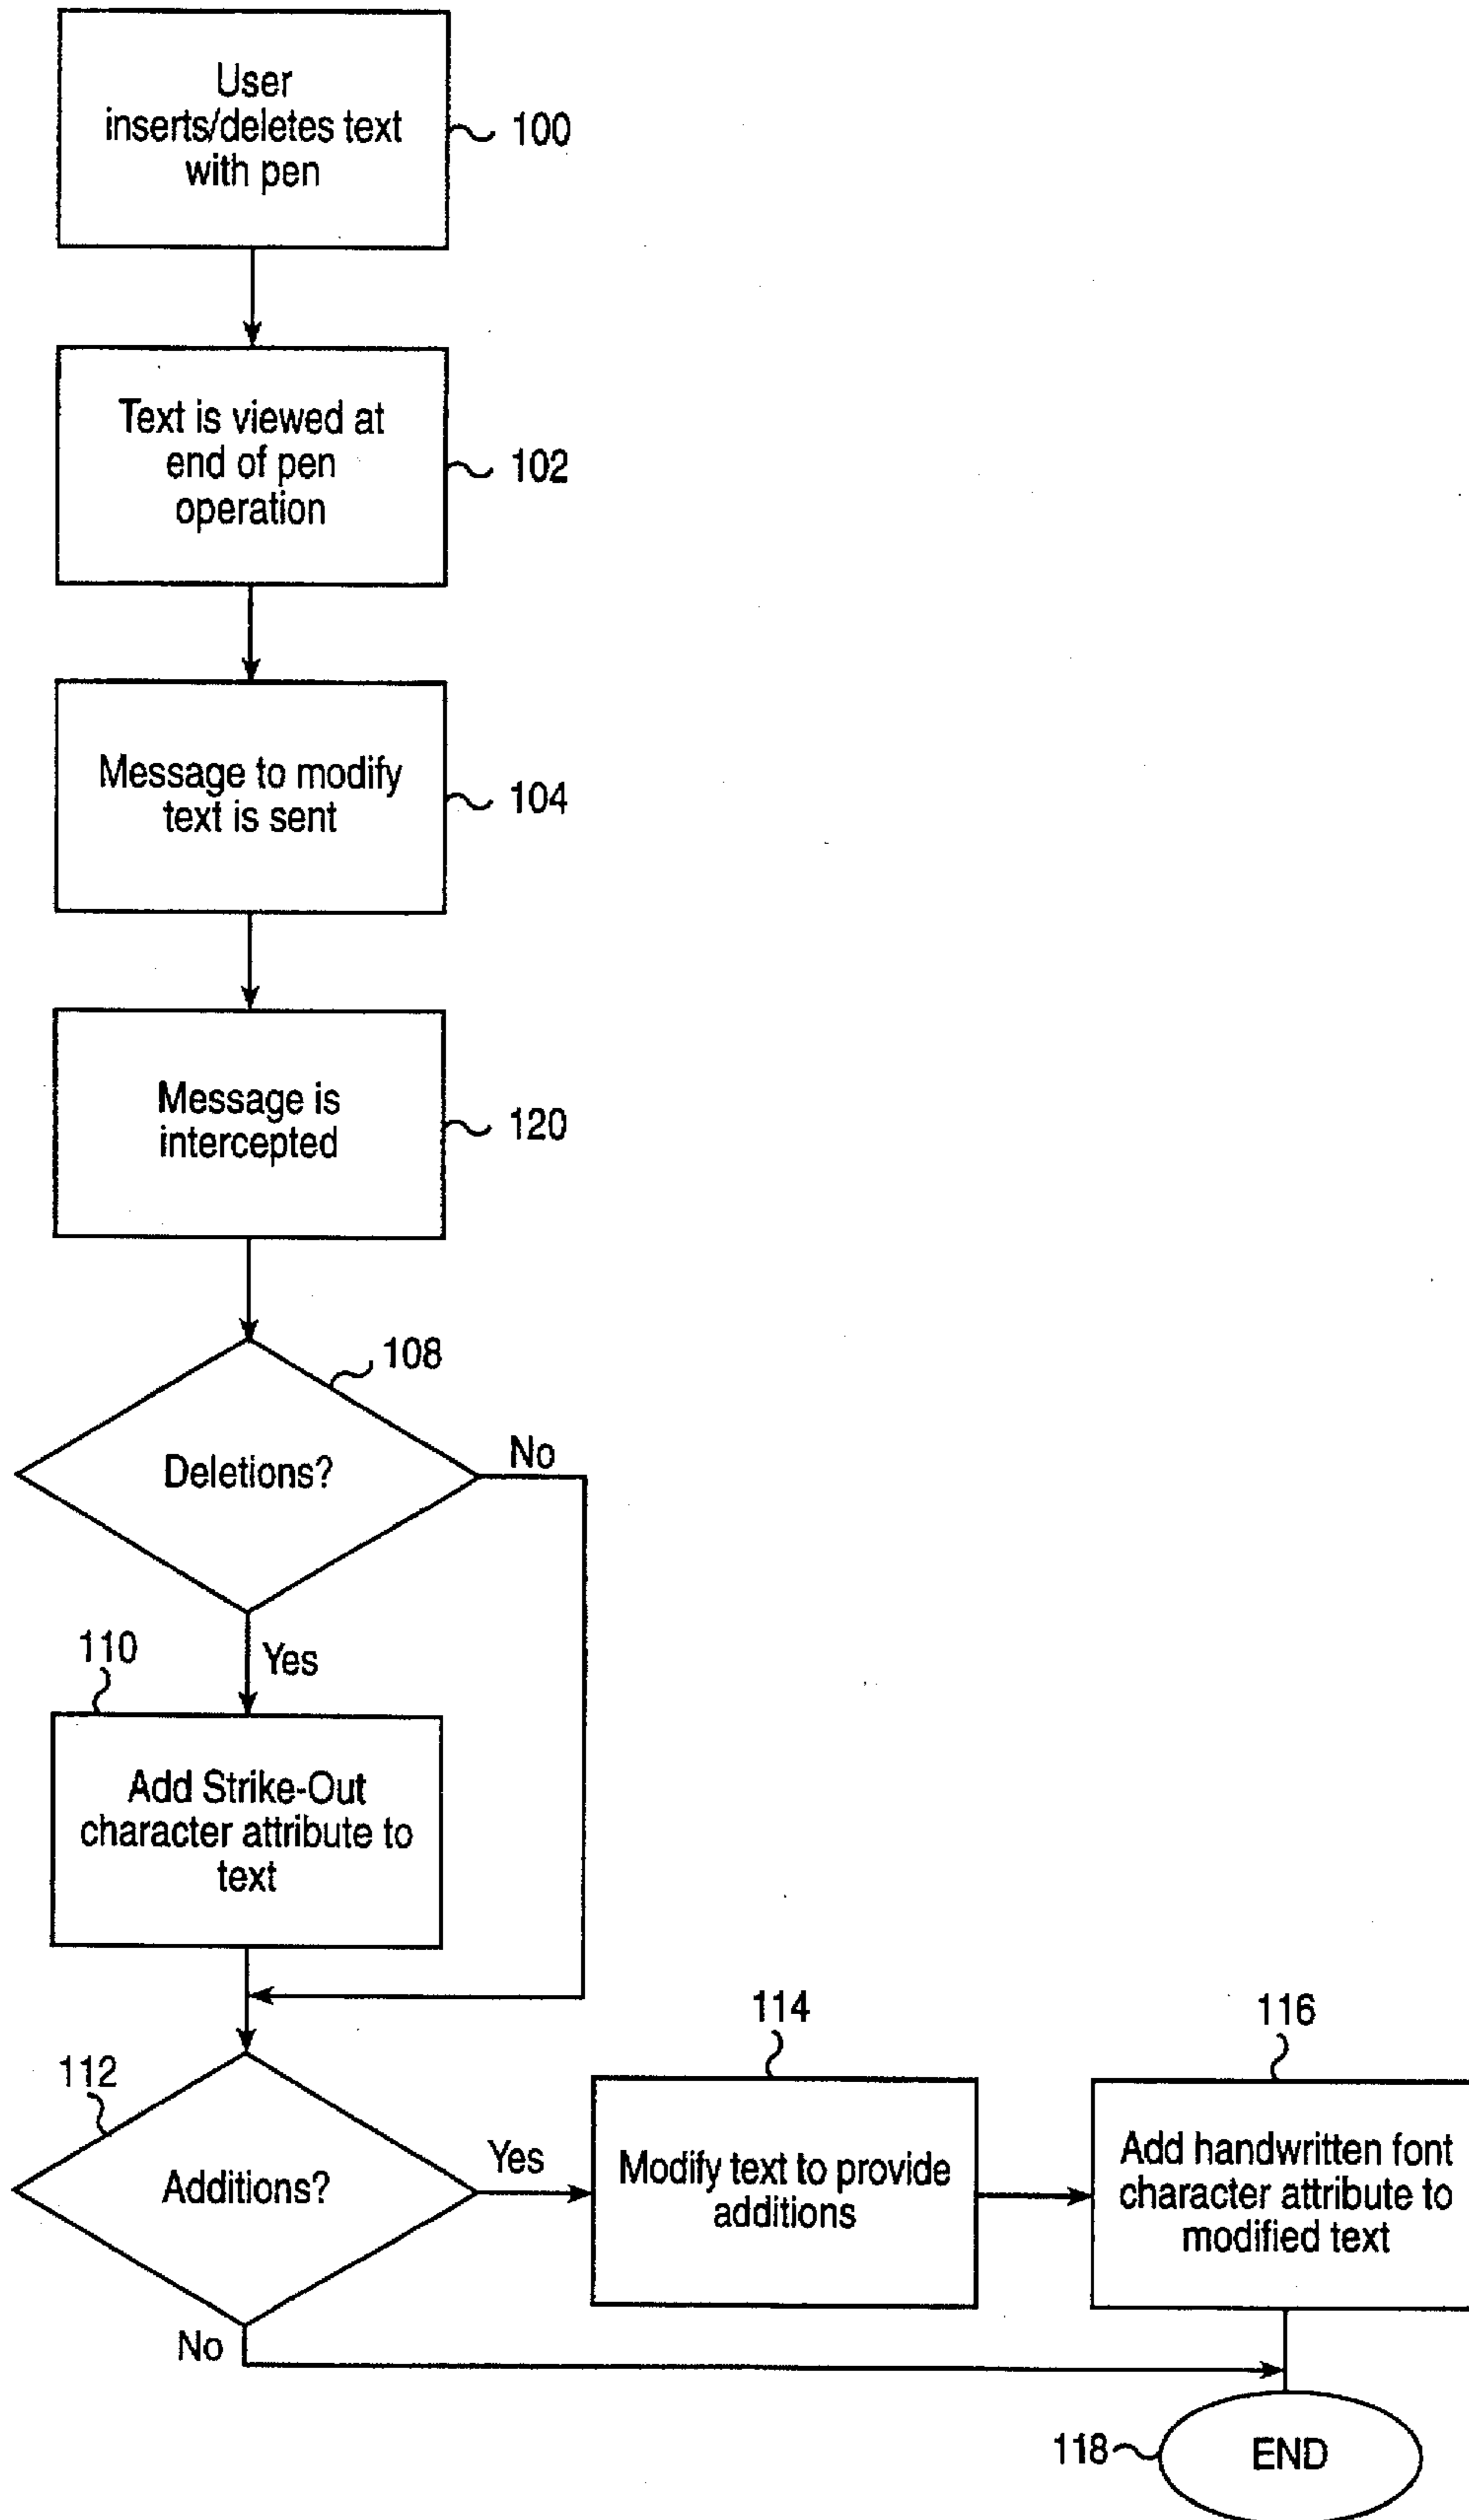 User
inserts/deletes text
with pen
100
Text is viewed at
end of pen
operation
102
Message to modify
text is sent
104
Message is
intercepted
120
108
Deletions?
No
Yes
110
Add Strike-Out
character attribute to
text
112
Additions?
Yes
No
114
Modify text to provide
additions
116
Add handwritten font
character attribute to
modified text
118
END